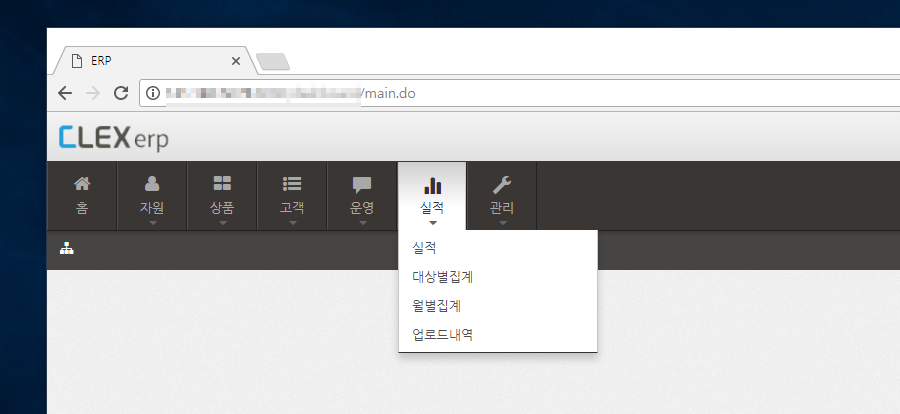 ERP
/main.do
CLEX erp
홈 자원 상품 고객 운영 실적 관리
실적
대상별집계
월별집계
업로드내역